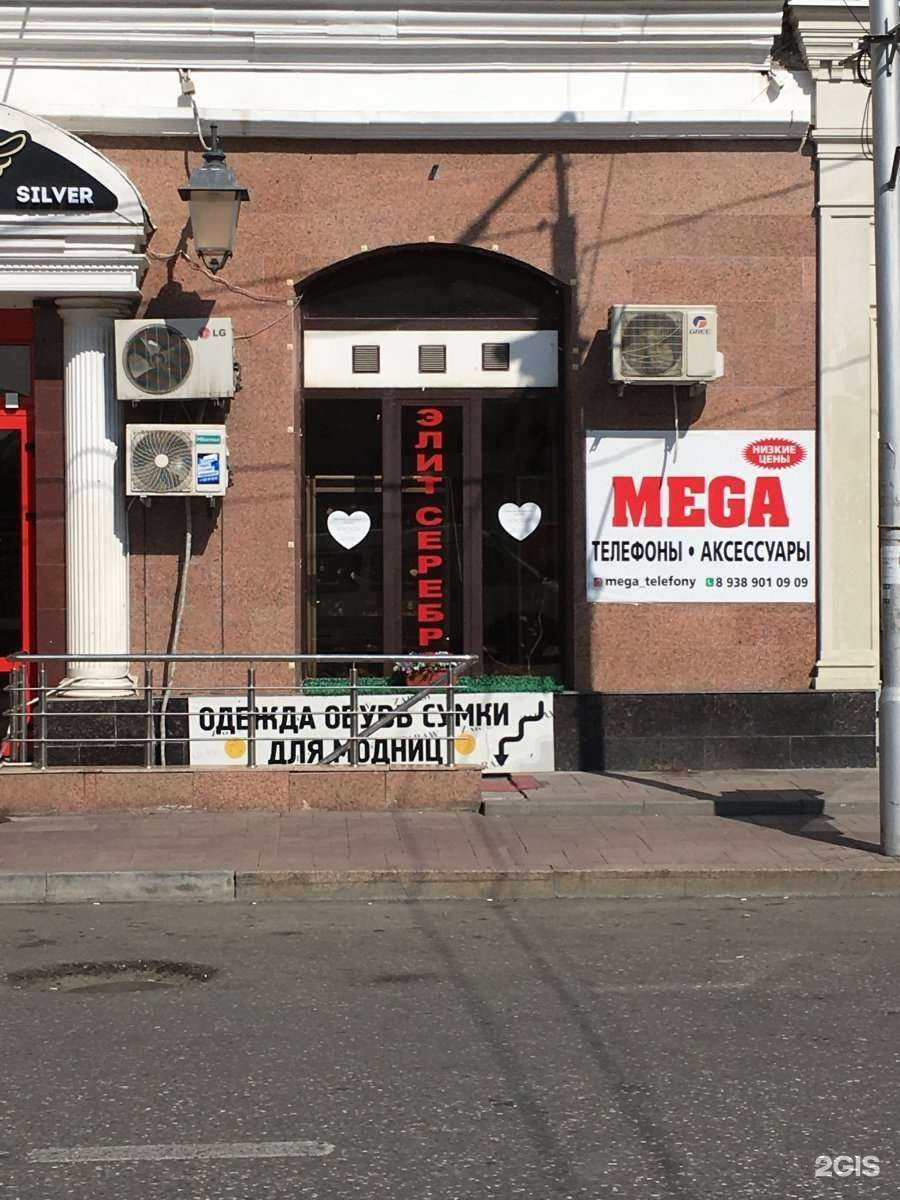 SILVER
LG
GREE
Hisense
ЭЛИТ СЕРЕБР
НИЗКИЕ
ЦЕНЫ
MEGA
ТЕЛЕФОНЫ • АКСЕССУАРЫ
mega_telefony 8 938 901 09 09
ОДЕЖДА ОБУВЬ СУМКИ
ДЛЯ МОДНИЦ
2GIS